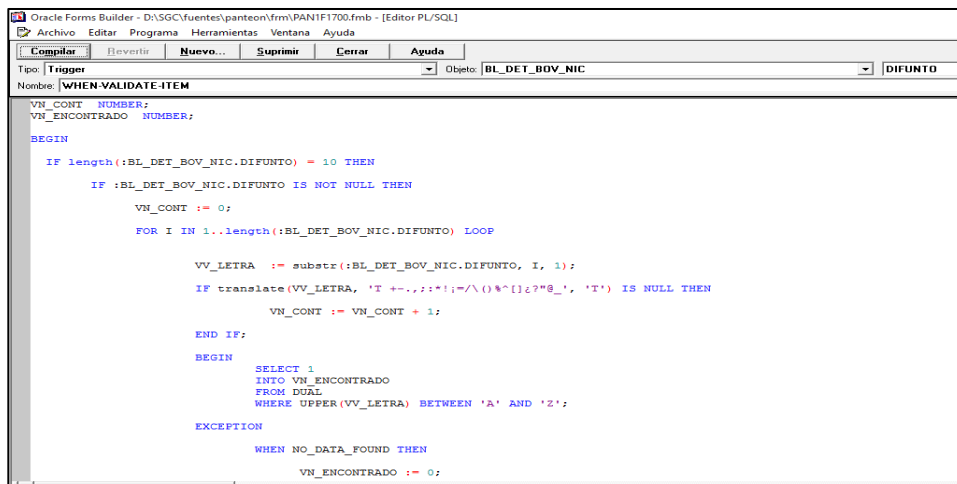 Oracle Forms Builder - D:\SGC\fuentes\panteon\frm\PAN1F1700.fmb - [Editor PL/SQL]
Archivo Editar Programa Herramientas Ventana Ayuda
Compilar Revertir Nuevo... Suprimir Cerrar Ayuda
Tipo: Trigger Objeto: BL_DET_BOV_NIC DIFUNTO
Nombre: WHEN-VALIDATE-ITEM
VN_CONT NUMBER;
VN_ENCONTRADO NUMBER;
BEGIN
IF length(:BL_DET_BOV_NIC.DIFUNTO) = 10 THEN
IF :BL_DET_BOV_NIC.DIFUNTO IS NOT NULL THEN
VN_CONT := 0;
FOR I IN 1..length(:BL_DET_BOV_NIC.DIFUNTO) LOOP
VV_LETRA := substr(:BL_DET_BOV_NIC.DIFUNTO, I, 1);
IF translate(VV_LETRA, 'T +-.,;:*!¡=/\()%^[]¿?"@_', 'T') IS NULL THEN
VN_CONT := VN_CONT + 1;
END IF;
BEGIN
SELECT 1
INTO VN_ENCONTRADO
FROM DUAL
WHERE UPPER(VV_LETRA) BETWEEN 'A' AND 'Z';
EXCEPTION
WHEN NO_DATA_FOUND THEN
VN_ENCONTRADO := 0;